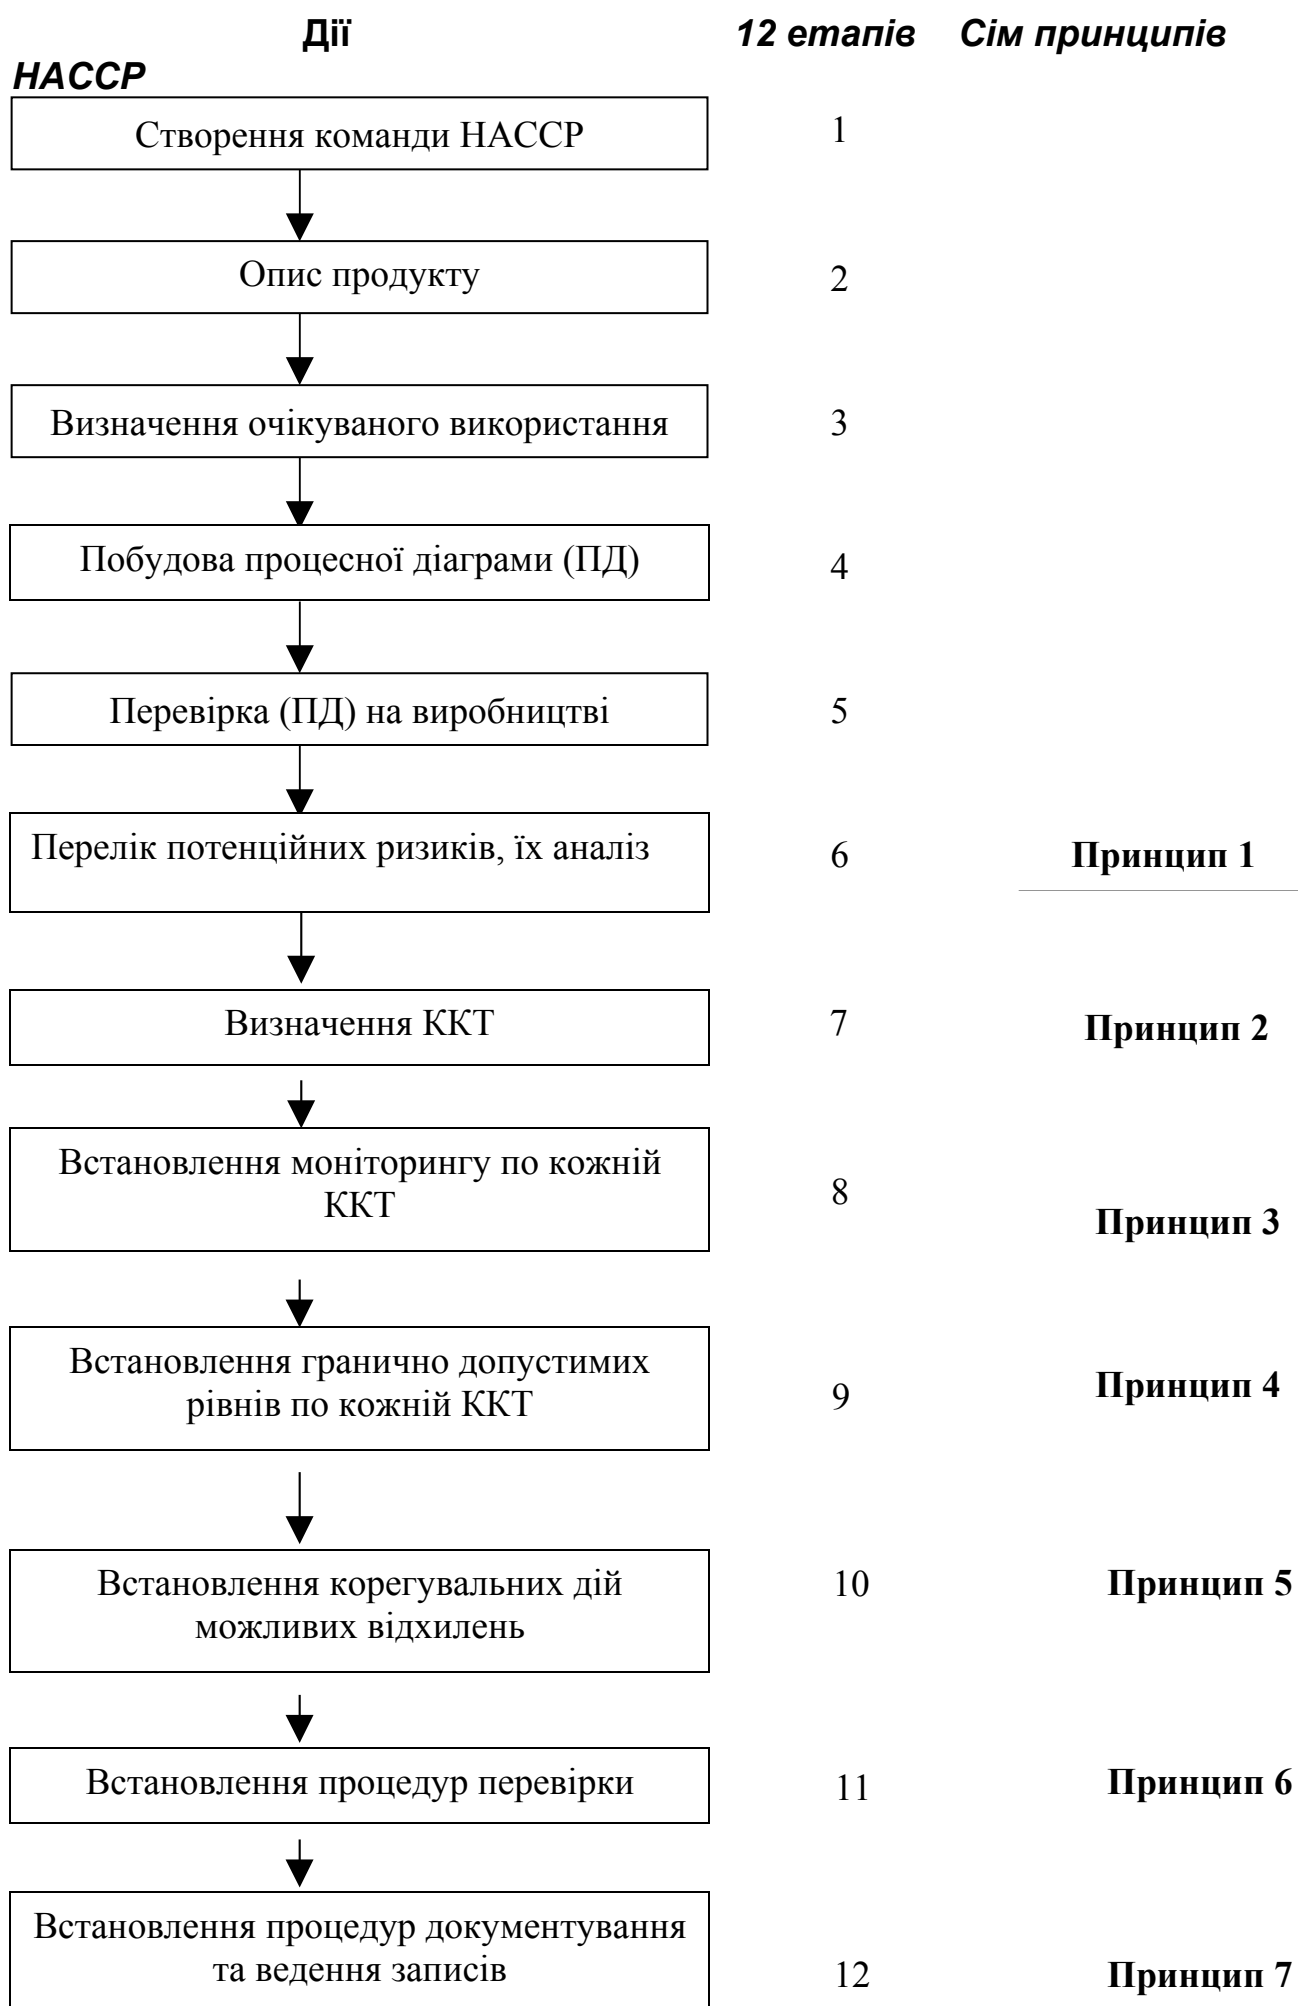 Дії 12 етапів Сім принципів
НАССР
Створення команди НАССР 1
Опис продукту 2
Визначення очікуваного використання 3
Побудова процесної діаграми (ПД) 4
Перевірка (ПД) на виробництві 5
Перелік потенційних ризиків, їх аналіз 6 Принцип 1
Визначення ККТ 7 Принцип 2
Встановлення моніторингу по кожній
ККТ
8
Принцип 3
Встановлення гранично допустимих
рівнів по кожній ККТ
9
Принцип 4
Встановлення корегувальних дій
можливих відхилень
10 Принцип 5
Встановлення процедур перевірки 11 Принцип 6
Встановлення процедур документування
та ведення записів
12 Принцип 7